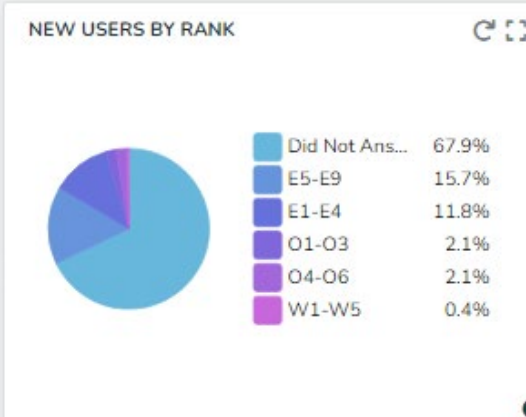 NEW USERS BY RANK
Did Not Ans... 67.9%
E5-E9 15.7%
E1-E4 11.8%
O1-O3 2.1%
O4-O6 2.1%
W1-W5 0.4%